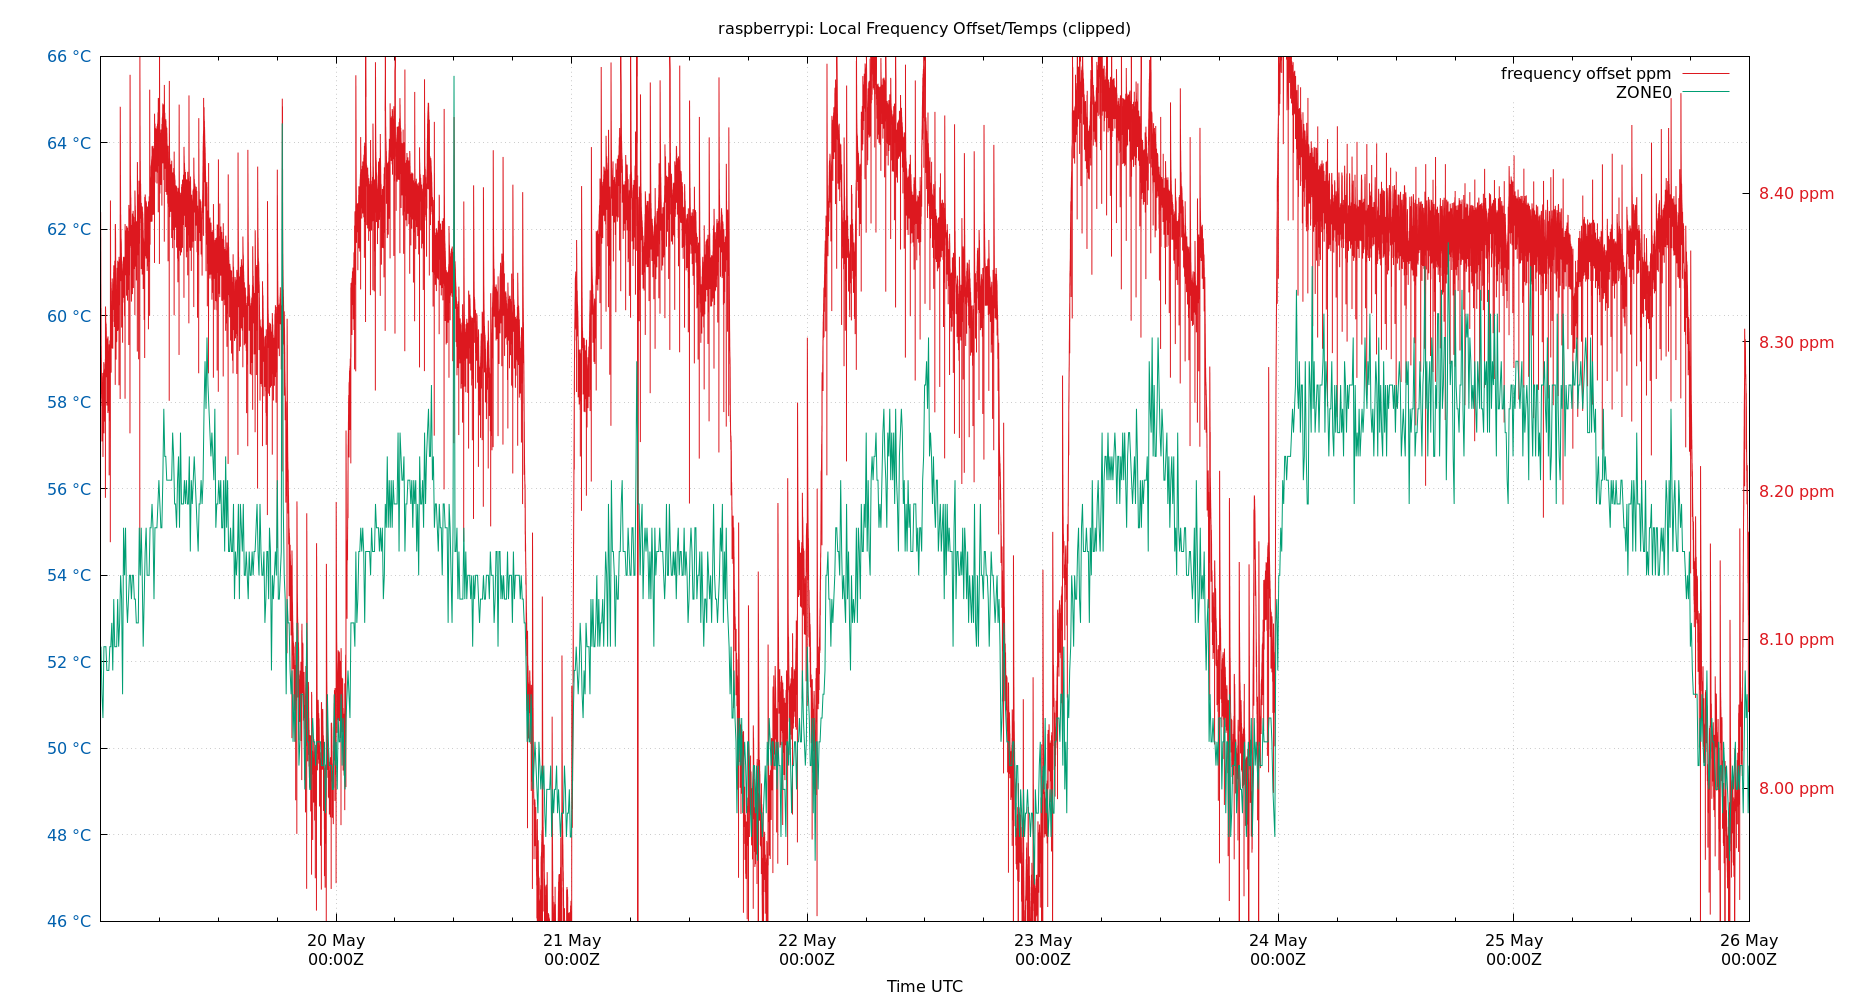 raspberrypi: Local Frequency Offset/Temps (clipped)
66 °C
64 °C
62 °C
60 °C
58 °C
56 °C
54 °C
52 °C
50 °C
48 °C
46 °C
frequency offset ppm
ZONE0
8.40 ppm
8.30 ppm
8.20 ppm
8.10 ppm
8.00 ppm
20 May
00:00Z
21 May
00:00Z
22 May
00:00Z
23 May
00:00Z
24 May
00:00Z
25 May
00:00Z
26 May
00:00Z
Time UTC